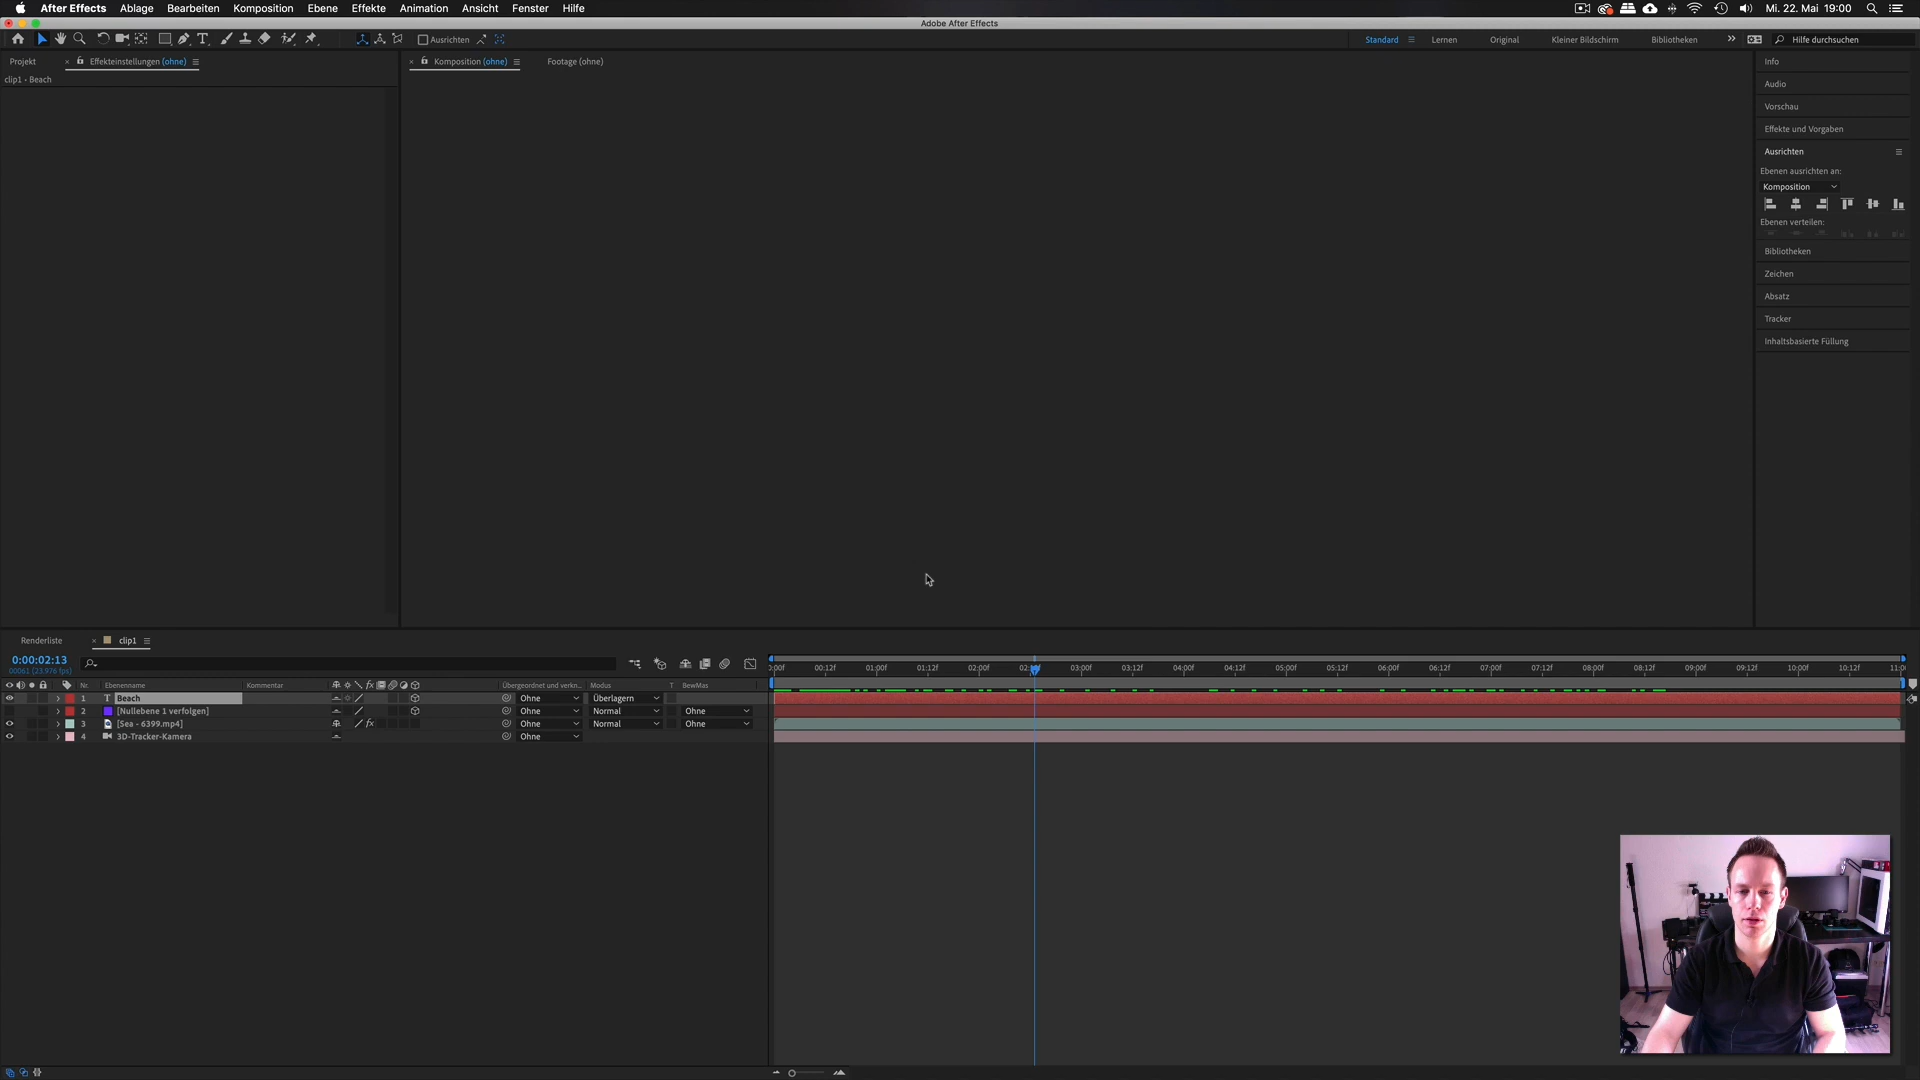 After Effects Ablage Bearbeiten Komposition Ebene Effekte Animation Ansicht Fenster Hilfe Mi. 22. Mai 19:00
Adobe After Effects
Ausrichten Standard Lernen Original Kleiner Bildschirm Bibliotheken Hilfe durchsuchen
Projekt Effekteinstellungen (ohne) Komposition (ohne) Footage (ohne) Info
clip1 · Beach
Audio
Vorschau
Effekte und Vorgaben
Ausrichten
Ebenen ausrichten an:
Komposition
Ebenen verteilen:
Bibliotheken
Zeichen
Absatz
Tracker
Inhaltsbasierte Füllung
Renderliste clip1
0:00:02:13
00061 (23.976 fps)
00:12f 01:00f 01:12f 02:00f 03:00f 03:12f 04:00f 04:12f 05:00f 05:12f 06:00f 06:12f 07:00f 07:12f 08:00f 08:12f 09:00f 09:12f 10:00f 10:12f
Nr. Ebenenname Kommentar fx Übergeordnet und verkn... Modus T BewMas
1 T Beach Ohne Überlagern
2 [Nullebene 1 verfolgen] Ohne Normal Ohne
3 [Sea - 6399.mp4] fx Ohne Normal Ohne
4 3D-Tracker-Kamera Ohne